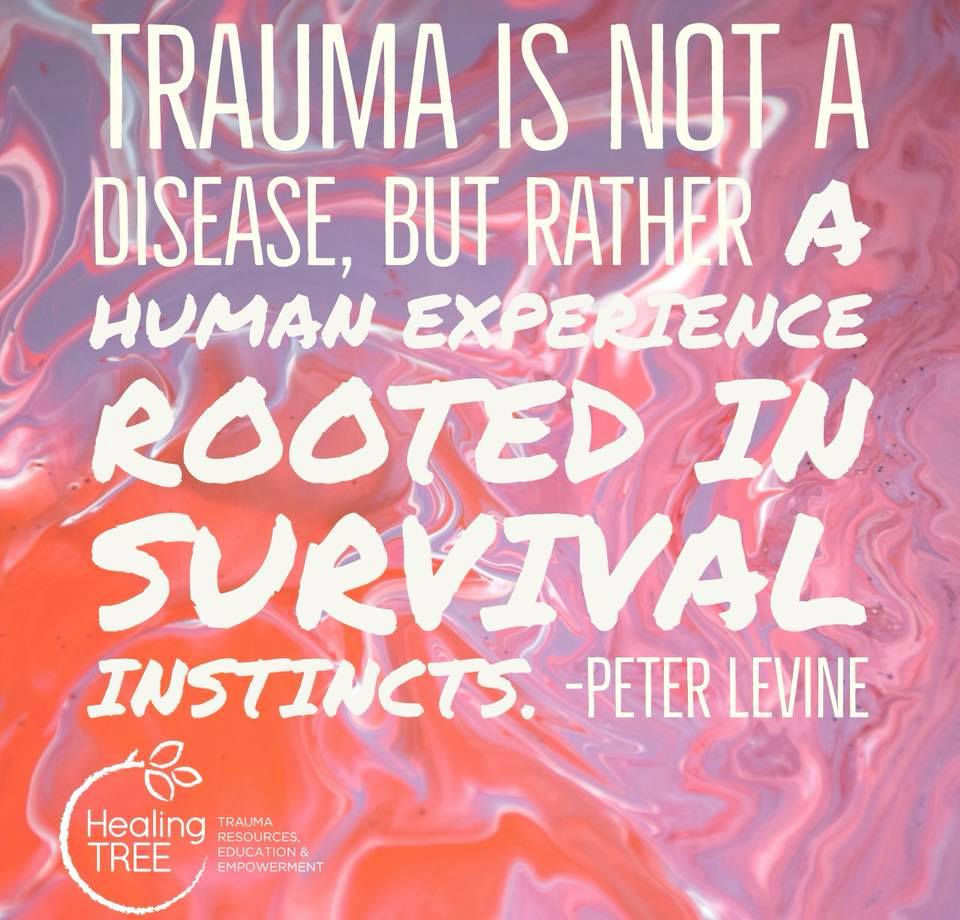 TRAUMA IS NOT A
DISEASE, BUT RATHER A
HUMAN EXPERIENCE
ROOTED IN
SURVIVAL
INSTINCTS. -PETER LEVINE
Healing
TREE
TRAUMA
RESOURCES,
EDUCATION &
EMPOWERMENT